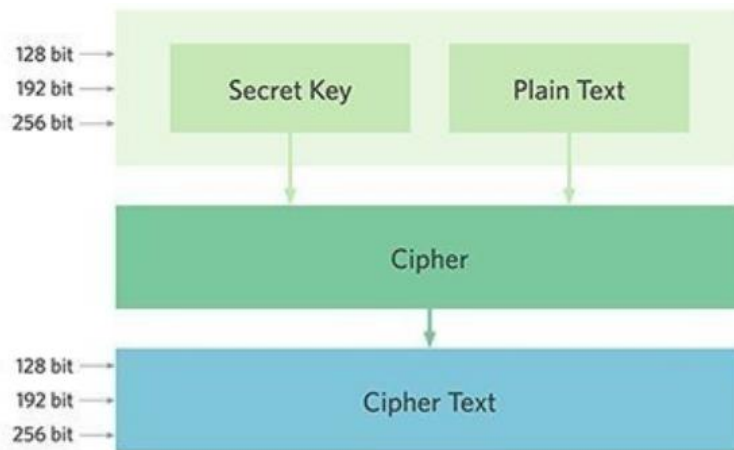 128 bit
192 bit
256 bit
Secret Key
Plain Text
Cipher
128 bit
192 bit
256 bit
Cipher Text